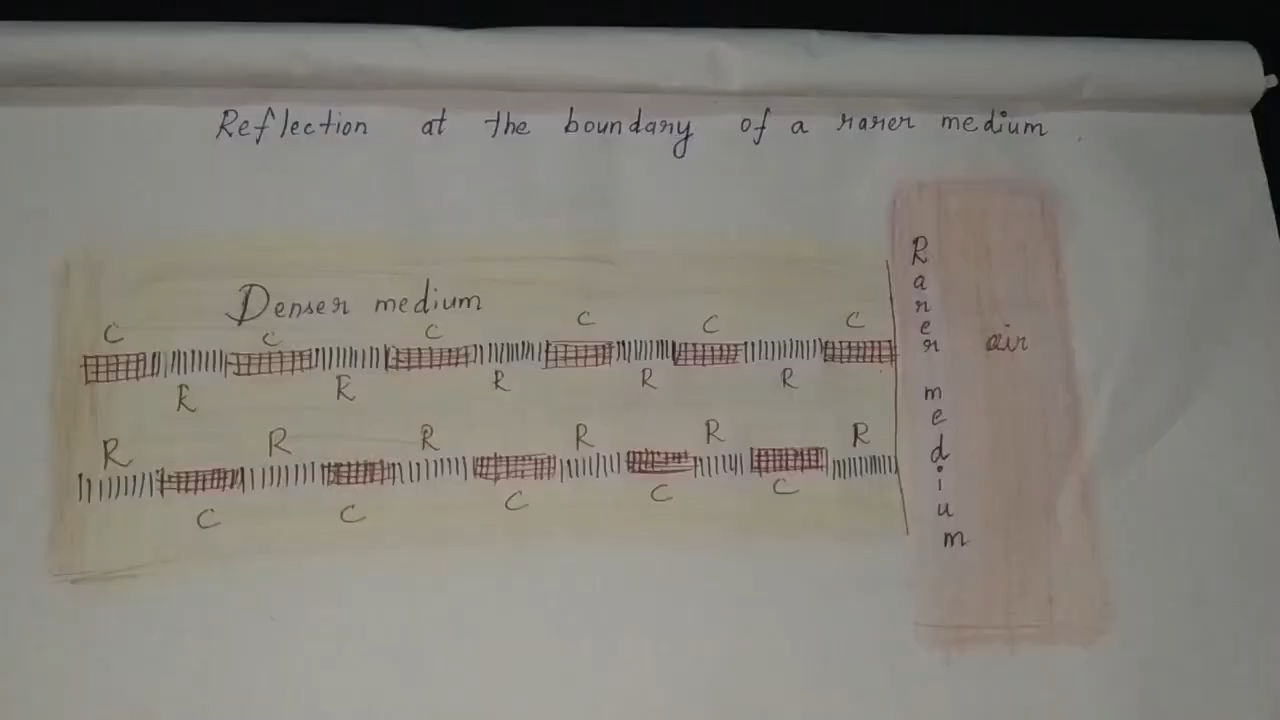 Reflection at the boundary of a rarer medium
Denser medium
C C C C C C
R R R R R
R R R R R R
C C C C C
Rarer medium
air